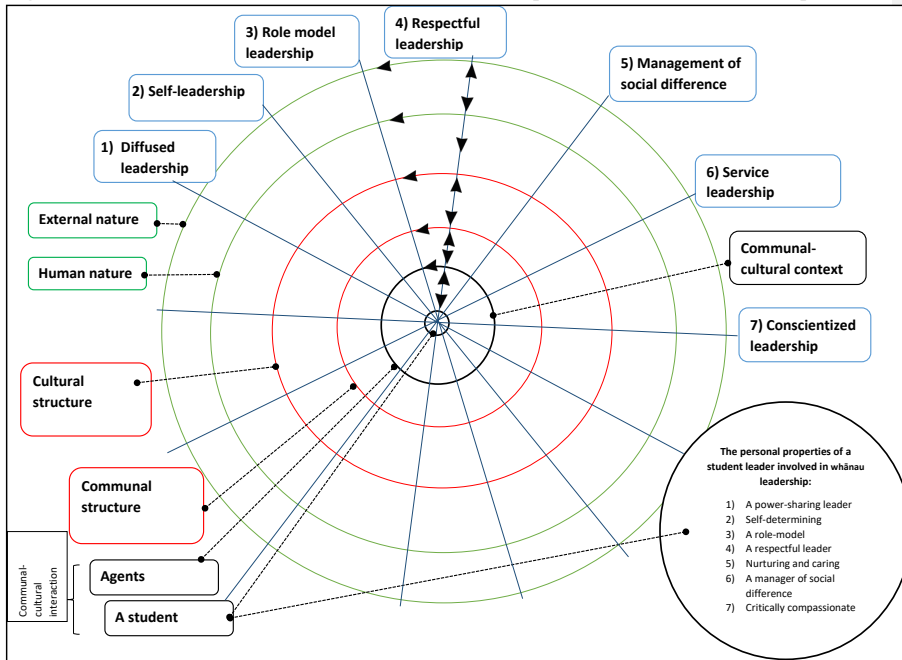 4) Respectful
leadership
3) Role model
leadership
5) Management of
social difference
2) Self-leadership
1) Diffused
leadership
6) Service
leadership
External nature
Human nature
Communal-
cultural context
7) Conscientized
leadership
Cultural
structure
Communal
structure
The personal properties of a
student leader involved in whānau
leadership:
1) A power-sharing leader
2) Self-determining
3) A role-model
4) A respectful leader
5) Nurturing and caring
6) A manager of social
difference
7) Critically compassionate
Communal-
cultural
interaction
Agents
A student